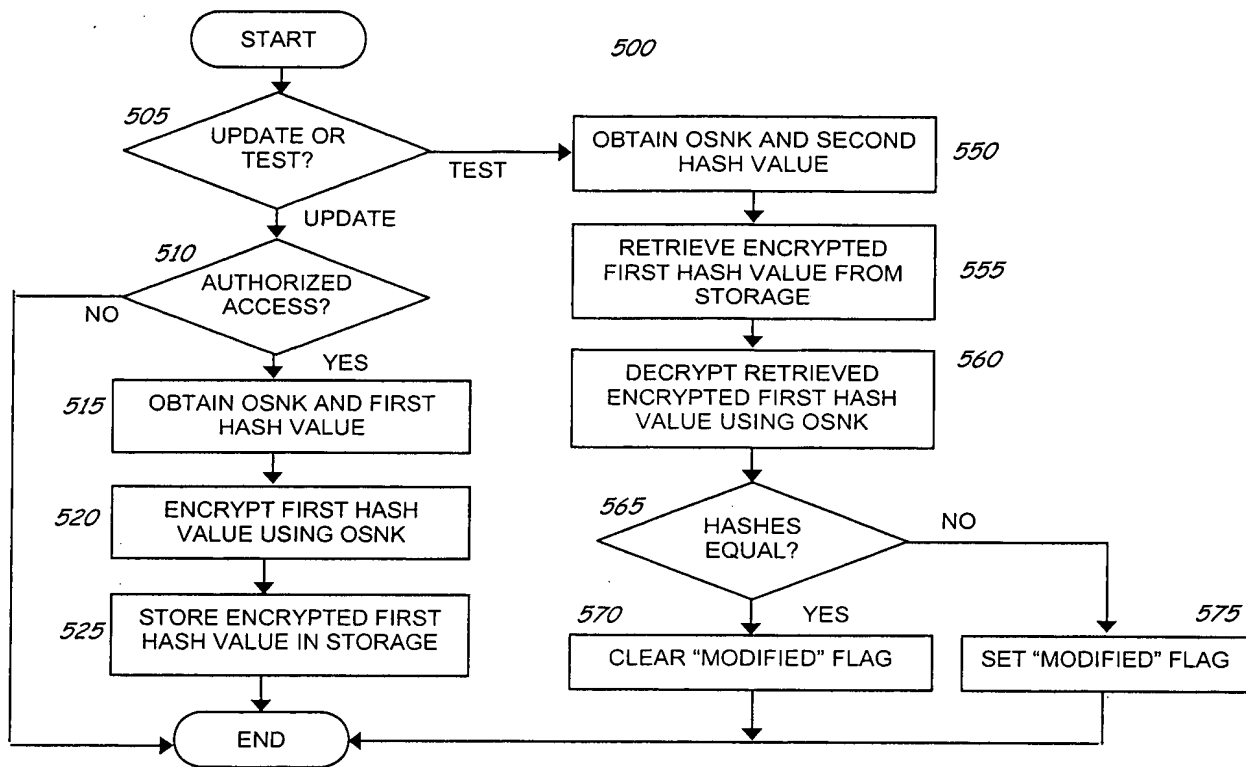 START
500
505
UPDATE OR
TEST?
TEST
UPDATE
OBTAIN OSNK AND SECOND
HASH VALUE
550
510
AUTHORIZED
ACCESS?
NO
YES
RETRIEVE ENCRYPTED
FIRST HASH VALUE FROM
STORAGE
555
515
OBTAIN OSNK AND FIRST
HASH VALUE
DECRYPT RETRIEVED
ENCRYPTED FIRST HASH
VALUE USING OSNK
560
520
ENCRYPT FIRST HASH
VALUE USING OSNK
565
HASHES
EQUAL?
NO
YES
525
STORE ENCRYPTED FIRST
HASH VALUE IN STORAGE
570
CLEAR “MODIFIED” FLAG
575
SET “MODIFIED” FLAG
END